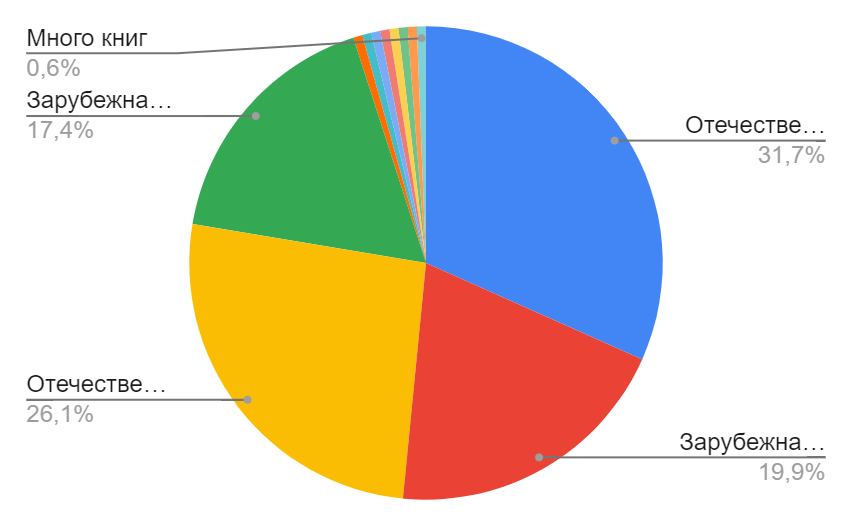 Много книг
0,6%
Зарубежна…
17,4%
Отечестве…
31,7%
Отечестве…
26,1%
Зарубежна…
19,9%